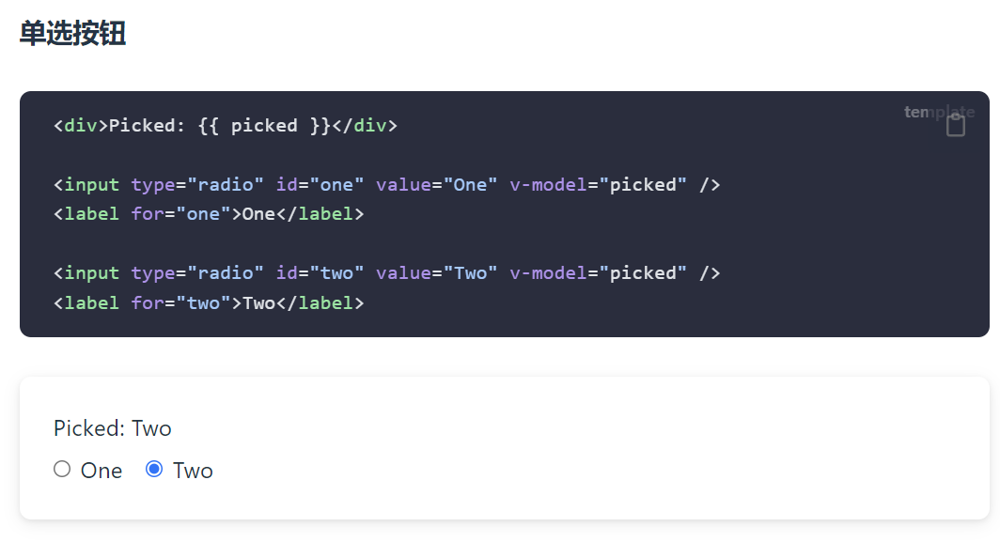 单选按钮
template
<div>Picked: {{ picked }}</div>
<input type="radio" id="one" value="One" v-model="picked" />
<label for="one">One</label>
<input type="radio" id="two" value="Two" v-model="picked" />
<label for="two">Two</label>
Picked: Two
One Two